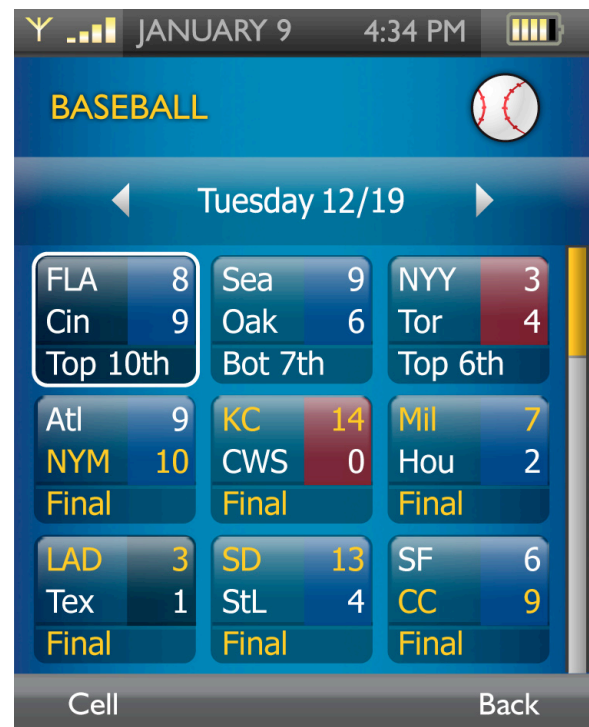 JANUARY 9 4:34 PM
BASEBALL
Tuesday 12/19
FLA 8
Cin 9
Top 10th
Sea 9
Oak 6
Bot 7th
NYY 3
Tor 4
Top 6th
Atl 9
NYM 10
Final
KC 14
CWS 0
Final
Mil 7
Hou 2
Final
LAD 3
Tex 1
Final
SD 13
StL 4
Final
SF 6
CC 9
Final
Cell Back